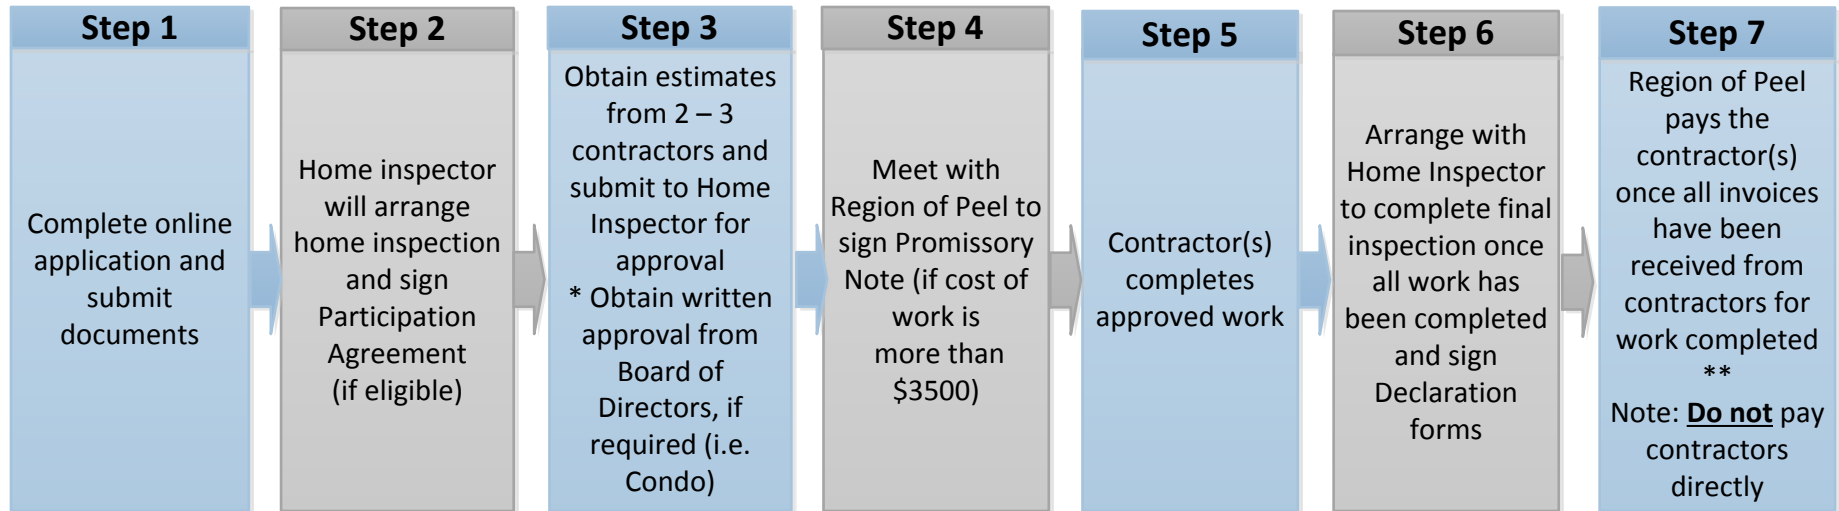 Step 1
Complete online
application and
submit
documents
Step 2
Home inspector
will arrange
home inspection
and sign
Participation
Agreement
(if eligible)
Step 3
Obtain estimates
from 2 – 3
contractors and
submit to Home
Inspector for
approval
* Obtain written
approval from
Board of
Directors, if
required (i.e.
Condo)
Step 4
Meet with
Region of Peel to
sign Promissory
Note (if cost of
work is
more than
$3500)
Step 5
Contractor(s)
completes
approved work
Step 6
Arrange with
Home Inspector
to complete final
inspection once
all work has
been completed
and sign
Declaration
forms
Step 7
Region of Peel
pays the
contractor(s)
once all invoices
have been
received from
contractors for
work completed
**
Note: Do not pay
contractors
directly